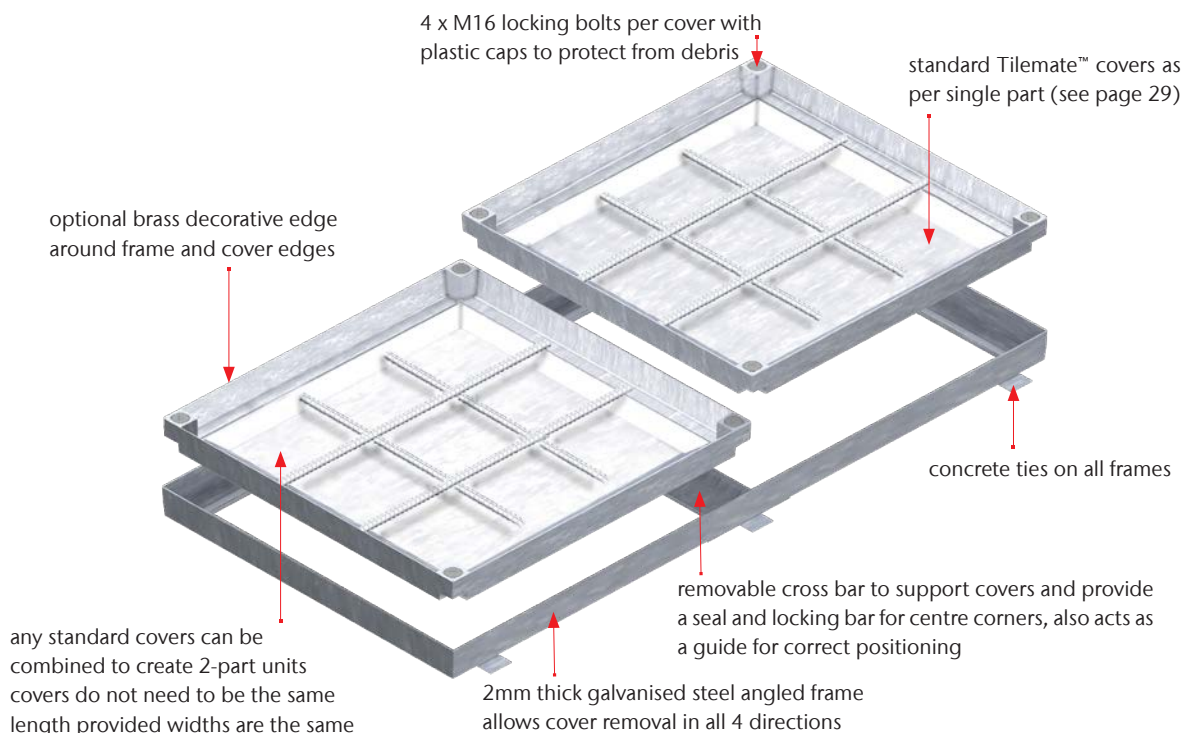 4 x M16 locking bolts per cover with
plastic caps to protect from debris
standard Tilemate™ covers as
per single part (see page 29)
optional brass decorative edge
around frame and cover edges
concrete ties on all frames
removable cross bar to support covers and provide
a seal and locking bar for centre corners, also acts as
a guide for correct positioning
any standard covers can be
combined to create 2-part units
covers do not need to be the same
length provided widths are the same
2mm thick galvanised steel angled frame
allows cover removal in all 4 directions